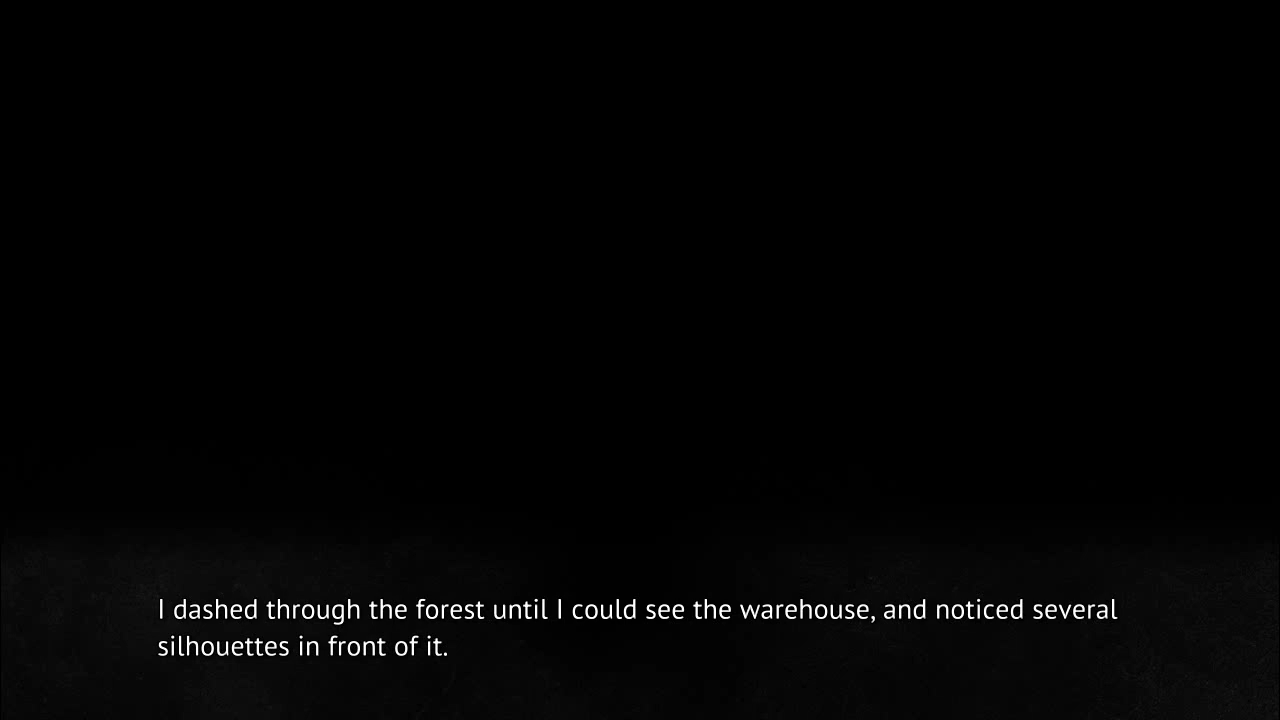 I dashed through the forest until I could see the warehouse, and noticed several
silhouettes in front of it.